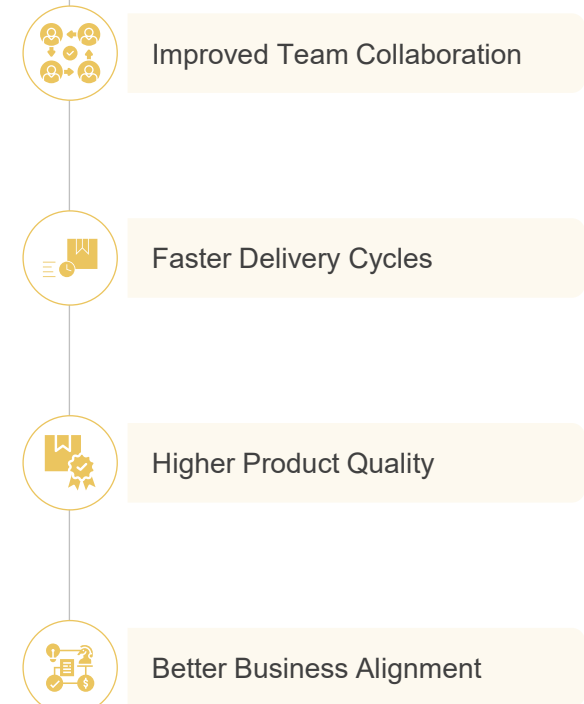 Improved Team Collaboration
Faster Delivery Cycles
Higher Product Quality
Better Business Alignment